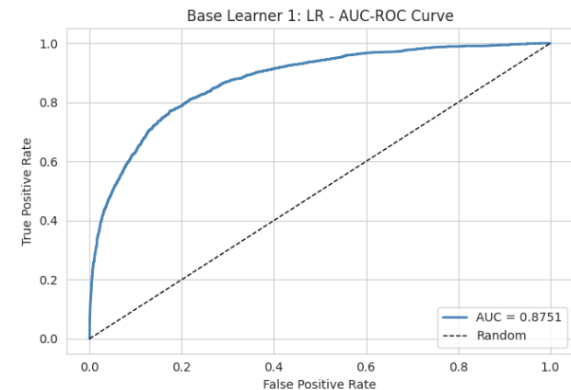 Base Learner 1: LR - AUC-ROC Curve
True Positive Rate
1.0
0.8
0.6
0.4
0.2
0.0
0.0 0.2 0.4 0.6 0.8 1.0
False Positive Rate
AUC = 0.8751
Random